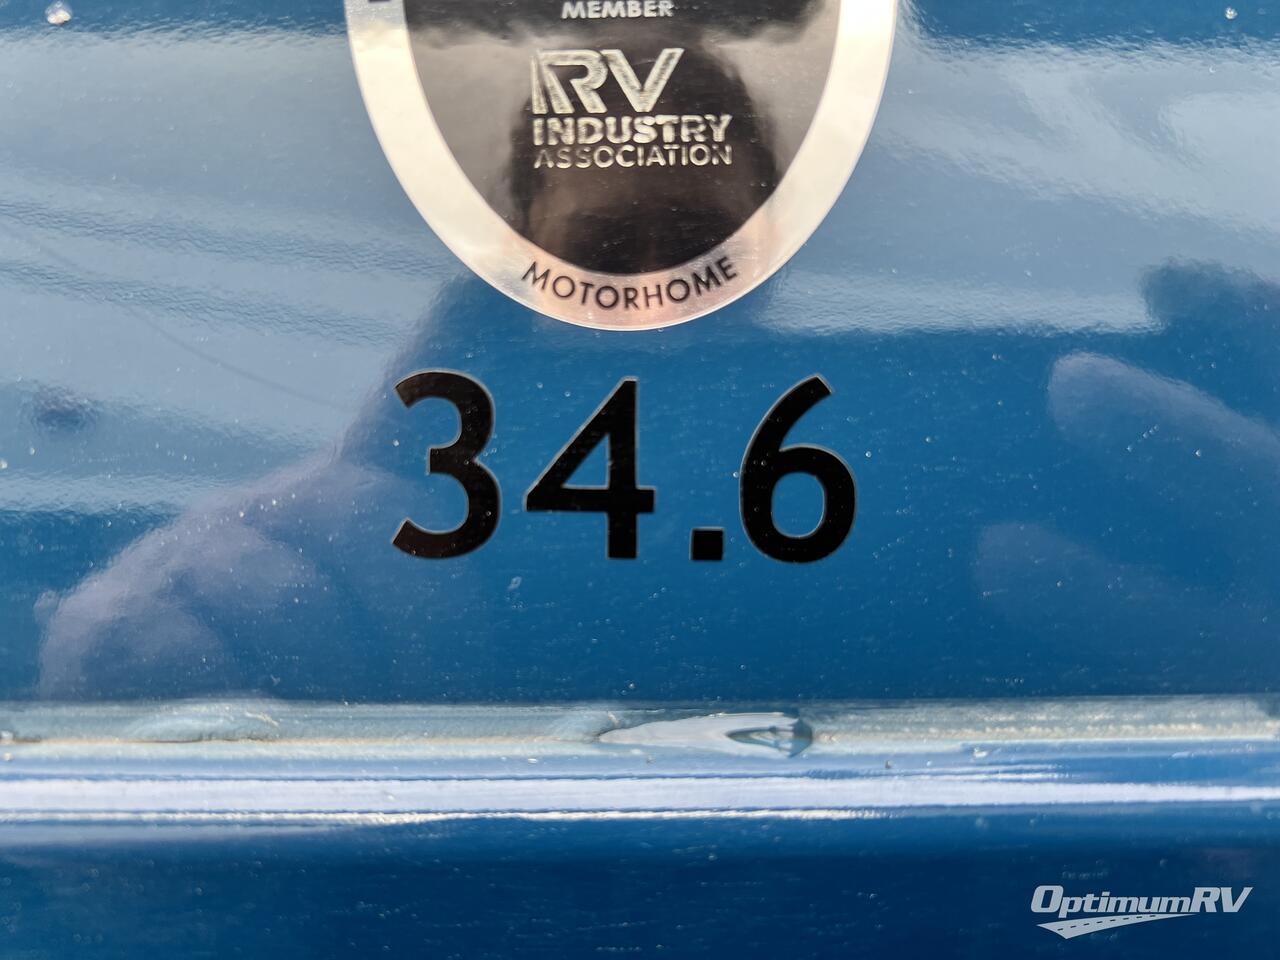 MEMBER
RV
INDUSTRY
ASSOCIATION
MOTORHOME
34.6
OptimumRV